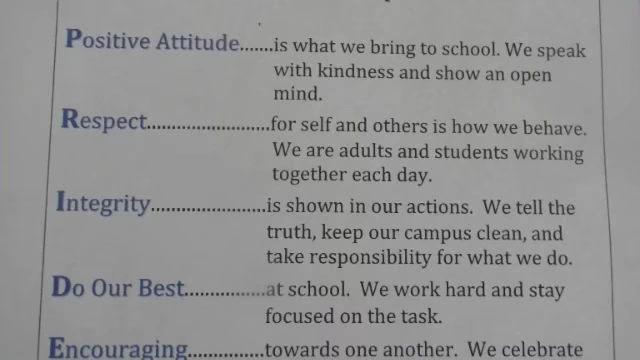 Positive Attitude.......is what we bring to school. We speak
with kindness and show an open
mind.
Respect..........................for self and others is how we behave.
We are adults and students working
together each day.
Integrity........................is shown in our actions.  We tell the
truth, keep our campus clean, and
take responsibility for what we do.
Do Our Best.................at school.  We work hard and stay
focused on the task.
Encouraging................towards one another.  We celebrate